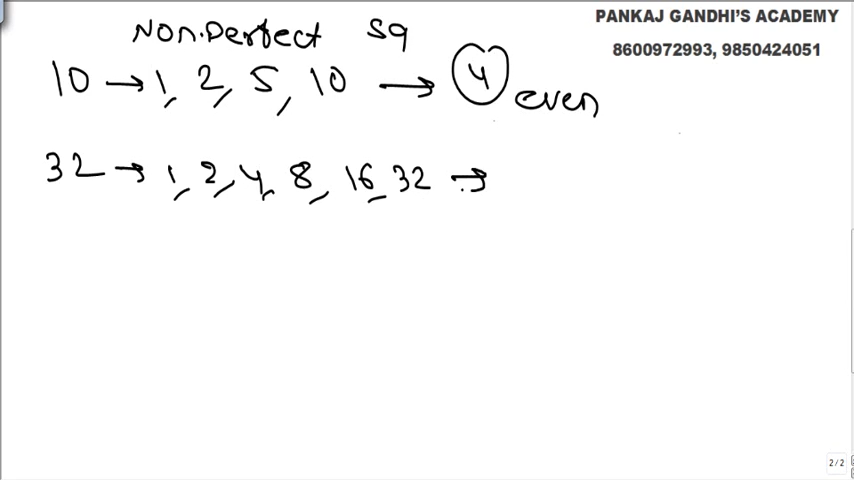 PANKAJ GANDHI'S ACADEMY
8600972993, 9850424051
Non.Perfect sq
10 → 1, 2, 5, 10 → 4 even
32 → 1, 2, 4, 8, 16, 32 →
2/2